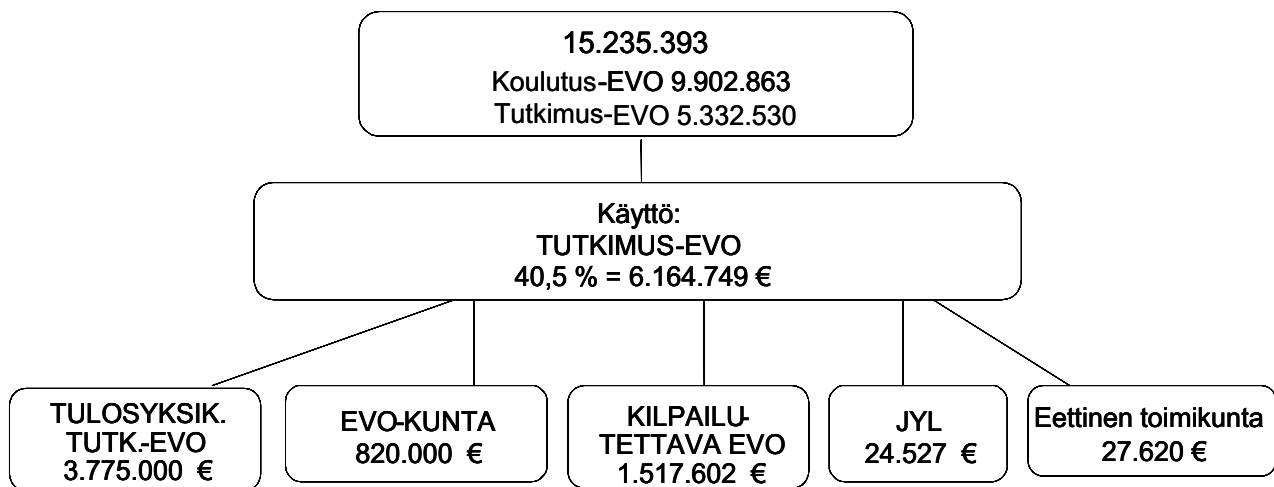 15.235.393
Koulutus-EVO 9.902.863
Tutkimus-EVO 5.332.530
Käyttö:
TUTKIMUS-EVO
40,5 % = 6.164.749 €
TULOSYKSIK.
TUTK.-EVO
3.775.000 €
EVO-KUNTA
820.000 €
KILPAILU-
TETTAVA EVO
1.517.602 €
JYL
24.527 €
Eettinen toimikunta
27.620 €